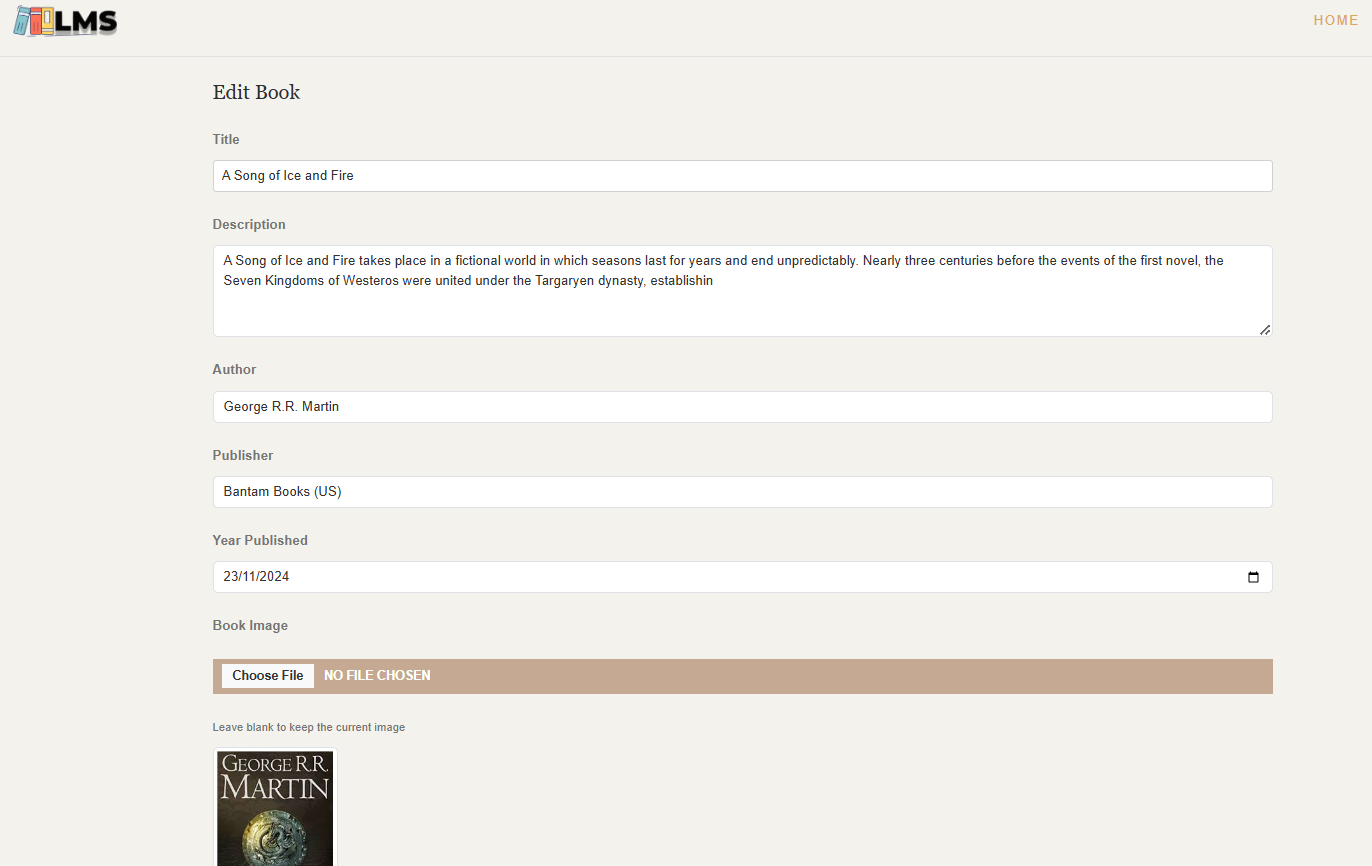 LMS
HOME
Edit Book
Title
A Song of Ice and Fire
Description
A Song of Ice and Fire takes place in a fictional world in which seasons last for years and end unpredictably. Nearly three centuries before the events of the first novel, the
Seven Kingdoms of Westeros were united under the Targaryen dynasty, establishin
Author
George R.R. Martin
Publisher
Bantam Books (US)
Year Published
23/11/2024
Book Image
Choose File NO FILE CHOSEN
Leave blank to keep the current image
GEORGE R.R.
MARTIN